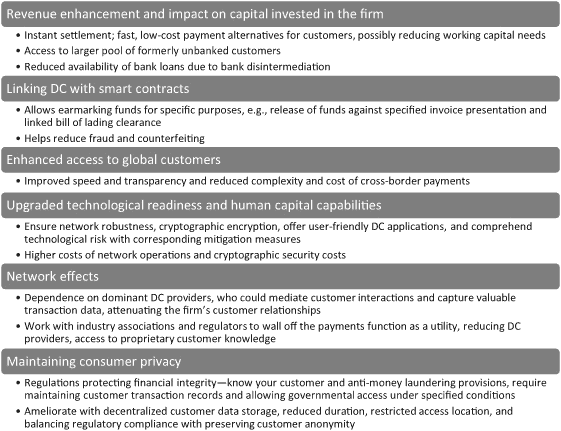 Revenue enhancement and impact on capital invested in the firm
• Instant settlement; fast, low-cost payment alternatives for customers, possibly reducing working capital needs
• Access to larger pool of formerly unbanked customers
• Reduced availability of bank loans due to bank disintermediation
Linking DC with smart contracts
• Allows earmarking funds for specific purposes, e.g., release of funds against specified invoice presentation and
linked bill of lading clearance
• Helps reduce fraud and counterfeiting
Enhanced access to global customers
• Improved speed and transparency and reduced complexity and cost of cross-border payments
Upgraded technological readiness and human capital capabilities
• Ensure network robustness, cryptographic encryption, offer user-friendly DC applications, and comprehend
technological risk with corresponding mitigation measures
• Higher costs of network operations and cryptographic security costs
Network effects
• Dependence on dominant DC providers, who could mediate customer interactions and capture valuable
transaction data, attenuating the firm's customer relationships
• Work with industry associations and regulators to wall off the payments function as a utility, reducing DC
providers, access to proprietary customer knowledge
Maintaining consumer privacy
• Regulations protecting financial integrity—know your customer and anti-money laundering provisions, require
maintaining customer transaction records and allowing governmental access under specified conditions
• Ameliorate with decentralized customer data storage, reduced duration, restricted access location, and
balancing regulatory compliance with preserving customer anonymity